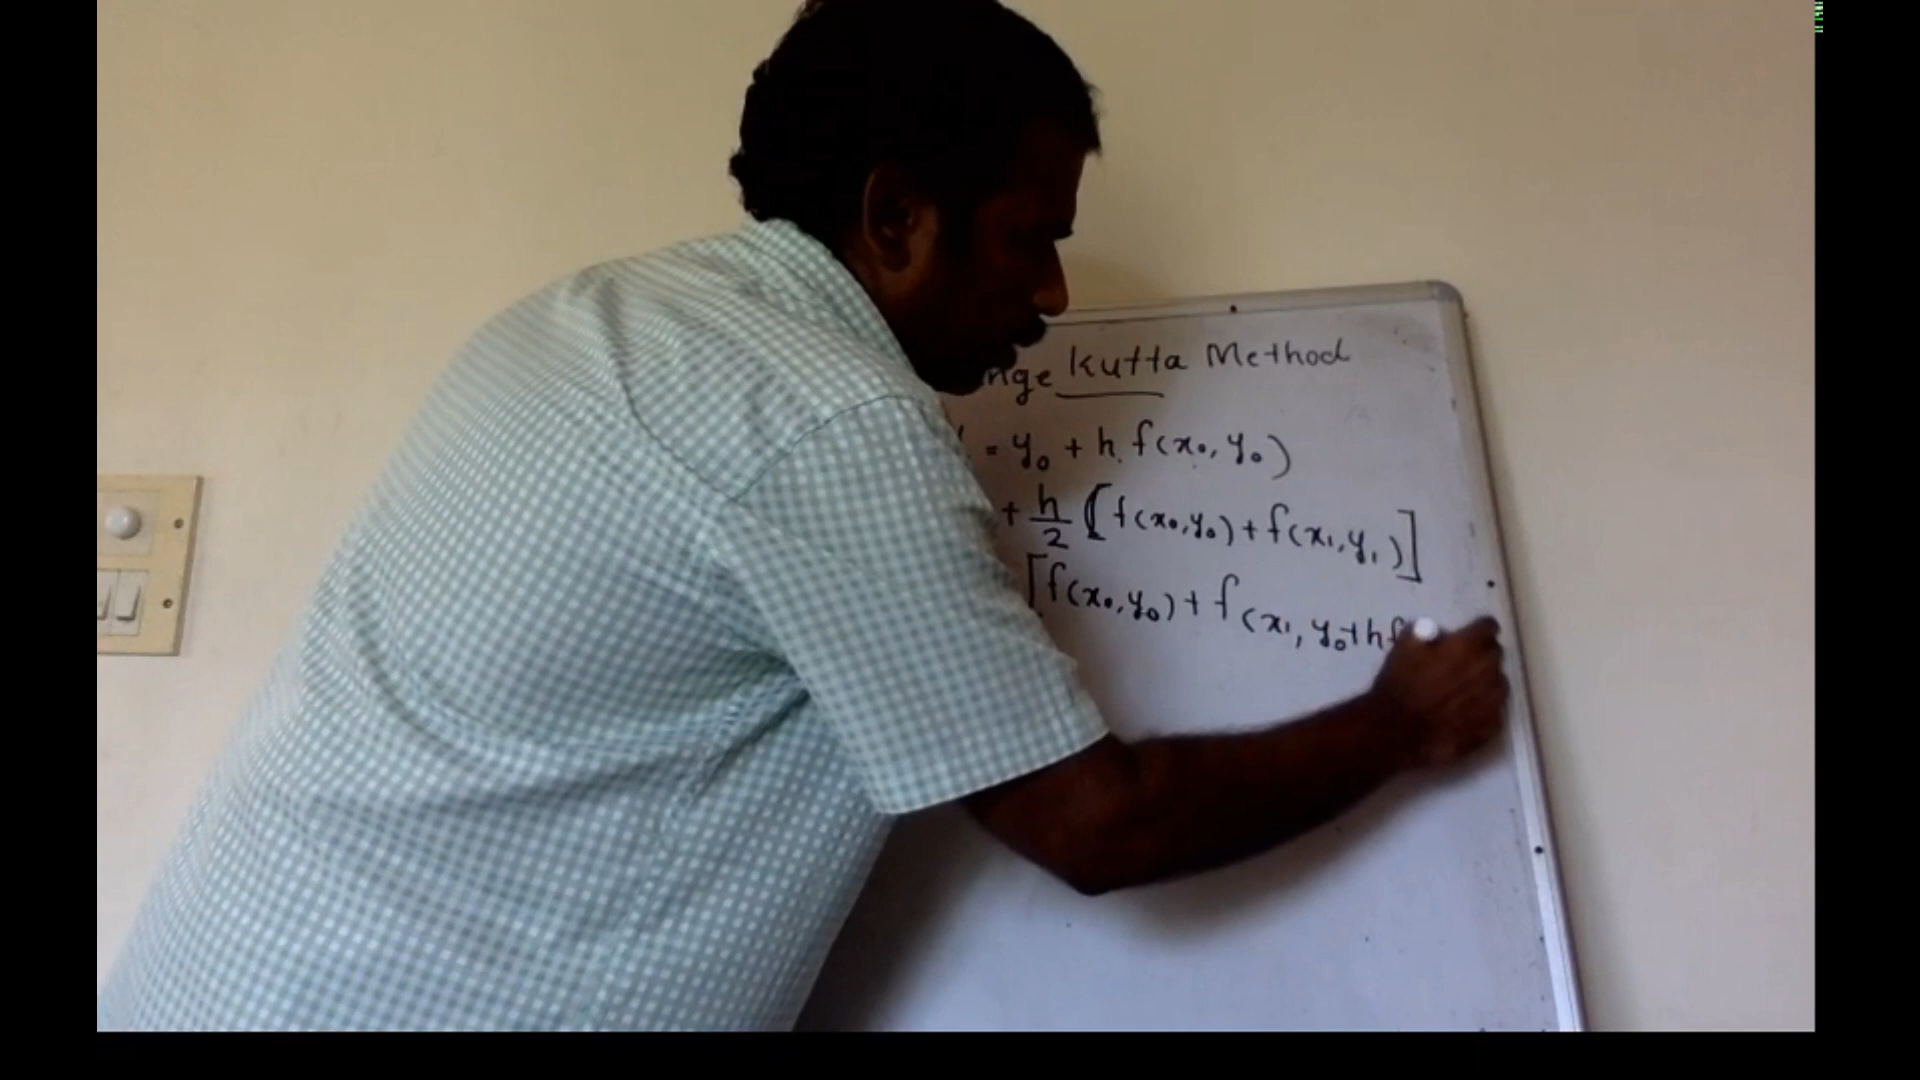 nge Kutta Method
= y₀ + h f(x₀, y₀)
+ h/2 [f(x₀, y₀) + f(x₁, y₁)]
[f(x₀, y₀) + f(x₁, y₀+hf